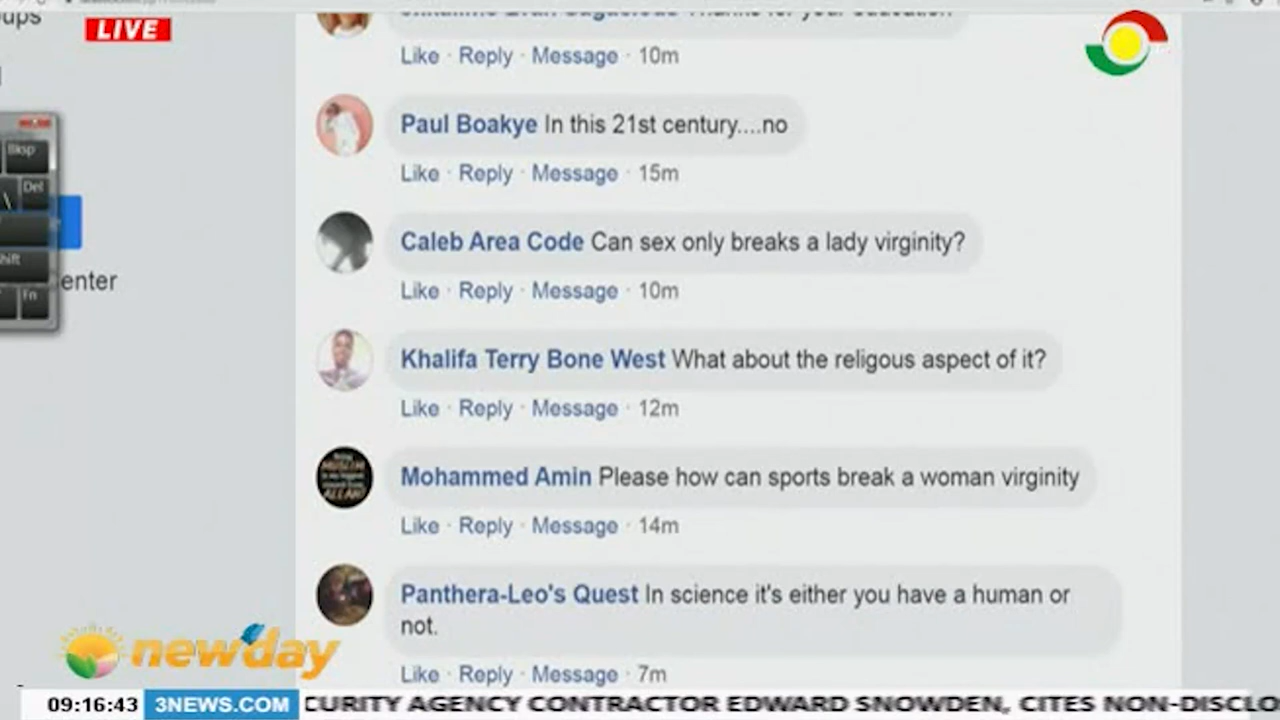 LIVE
Like · Reply · Message · 10m
Paul Boakye In this 21st century....no
Like · Reply · Message · 15m
Caleb Area Code Can sex only breaks a lady virginity?
Like · Reply · Message · 10m
Khalifa Terry Bone West What about the religous aspect of it?
Like · Reply · Message · 12m
Mohammed Amin Please how can sports break a woman virginity
Like · Reply · Message · 14m
Panthera-Leo's Quest In science it's either you have a human or
not.
Like · Reply · Message · 7m
ups
Bksp
Del
\
hift
enter
Fn
newday
09:16:43 3NEWS.COM CURITY AGENCY CONTRACTOR EDWARD SNOWDEN, CITES NON-DISCLO